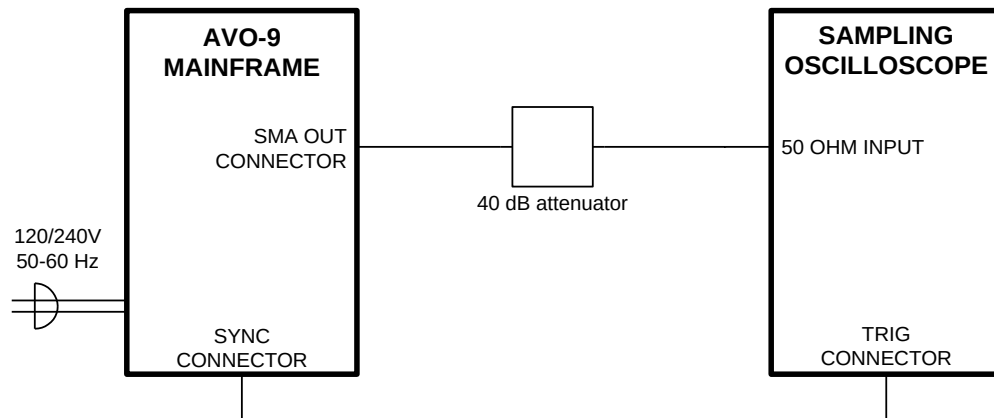 AVO-9
MAINFRAME
SAMPLING
OSCILLOSCOPE
SMA OUT
CONNECTOR
50 OHM INPUT
40 dB attenuator
120/240V
50-60 Hz
SYNC
CONNECTOR
TRIG
CONNECTOR